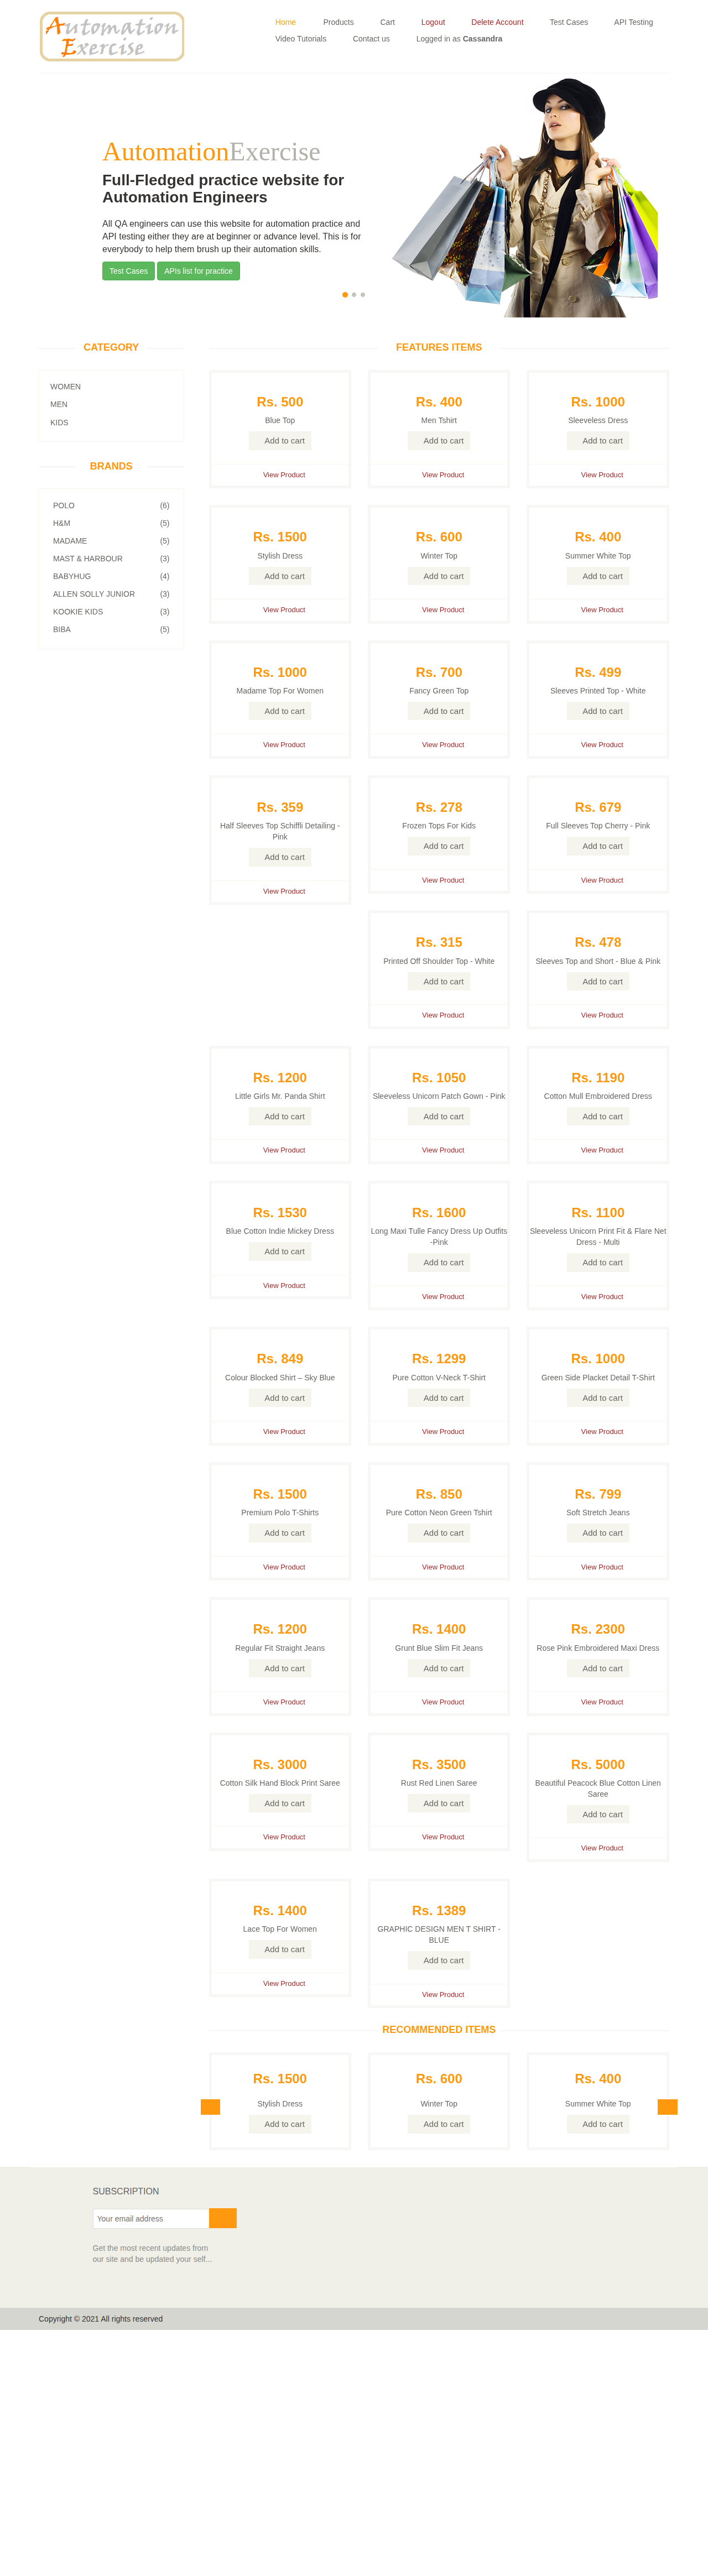 Automation
Exercise
Home Products Cart Logout Delete Account Test Cases API Testing
Video Tutorials Contact us Logged in as Cassandra
AutomationExercise
Full-Fledged practice website for
Automation Engineers
All QA engineers can use this website for automation practice and
API testing either they are at beginner or advance level. This is for
everybody to help them brush up their automation skills.
Test Cases APIs list for practice
CATEGORY
WOMEN
MEN
KIDS
BRANDS
POLO (6)
H&M (5)
MADAME (5)
MAST & HARBOUR (3)
BABYHUG (4)
ALLEN SOLLY JUNIOR (3)
KOOKIE KIDS (3)
BIBA (5)
FEATURES ITEMS
Rs. 500 Rs. 400 Rs. 1000
Blue Top Men Tshirt Sleeveless Dress
Add to cart Add to cart Add to cart
View Product View Product View Product
Rs. 1500 Rs. 600 Rs. 400
Stylish Dress Winter Top Summer White Top
Add to cart Add to cart Add to cart
View Product View Product View Product
Rs. 1000 Rs. 700 Rs. 499
Madame Top For Women Fancy Green Top Sleeves Printed Top - White
Add to cart Add to cart Add to cart
View Product View Product View Product
Rs. 359 Rs. 278 Rs. 679
Half Sleeves Top Schiffli Detailing - Frozen Tops For Kids Full Sleeves Top Cherry - Pink
Pink
Add to cart Add to cart Add to cart
View Product View Product View Product
Rs. 315 Rs. 478
Printed Off Shoulder Top - White Sleeves Top and Short - Blue & Pink
Add to cart Add to cart
View Product View Product
Rs. 1200 Rs. 1050 Rs. 1190
Little Girls Mr. Panda Shirt Sleeveless Unicorn Patch Gown - Pink Cotton Mull Embroidered Dress
Add to cart Add to cart Add to cart
View Product View Product View Product
Rs. 1530 Rs. 1600 Rs. 1100
Blue Cotton Indie Mickey Dress Long Maxi Tulle Fancy Dress Up Outfits Sleeveless Unicorn Print Fit & Flare Net
-Pink Dress - Multi
Add to cart Add to cart Add to cart
View Product View Product View Product
Rs. 849 Rs. 1299 Rs. 1000
Colour Blocked Shirt – Sky Blue Pure Cotton V-Neck T-Shirt Green Side Placket Detail T-Shirt
Add to cart Add to cart Add to cart
View Product View Product View Product
Rs. 1500 Rs. 850 Rs. 799
Premium Polo T-Shirts Pure Cotton Neon Green Tshirt Soft Stretch Jeans
Add to cart Add to cart Add to cart
View Product View Product View Product
Rs. 1200 Rs. 1400 Rs. 2300
Regular Fit Straight Jeans Grunt Blue Slim Fit Jeans Rose Pink Embroidered Maxi Dress
Add to cart Add to cart Add to cart
View Product View Product View Product
Rs. 3000 Rs. 3500 Rs. 5000
Cotton Silk Hand Block Print Saree Rust Red Linen Saree Beautiful Peacock Blue Cotton Linen
Saree
Add to cart Add to cart Add to cart
View Product View Product View Product
Rs. 1400 Rs. 1389
Lace Top For Women GRAPHIC DESIGN MEN T SHIRT -
BLUE
Add to cart Add to cart
View Product View Product
RECOMMENDED ITEMS
Rs. 1500 Rs. 600 Rs. 400
Stylish Dress Winter Top Summer White Top
Add to cart Add to cart Add to cart
SUBSCRIPTION
Your email address
Get the most recent updates from
our site and be updated your self...
Copyright © 2021 All rights reserved